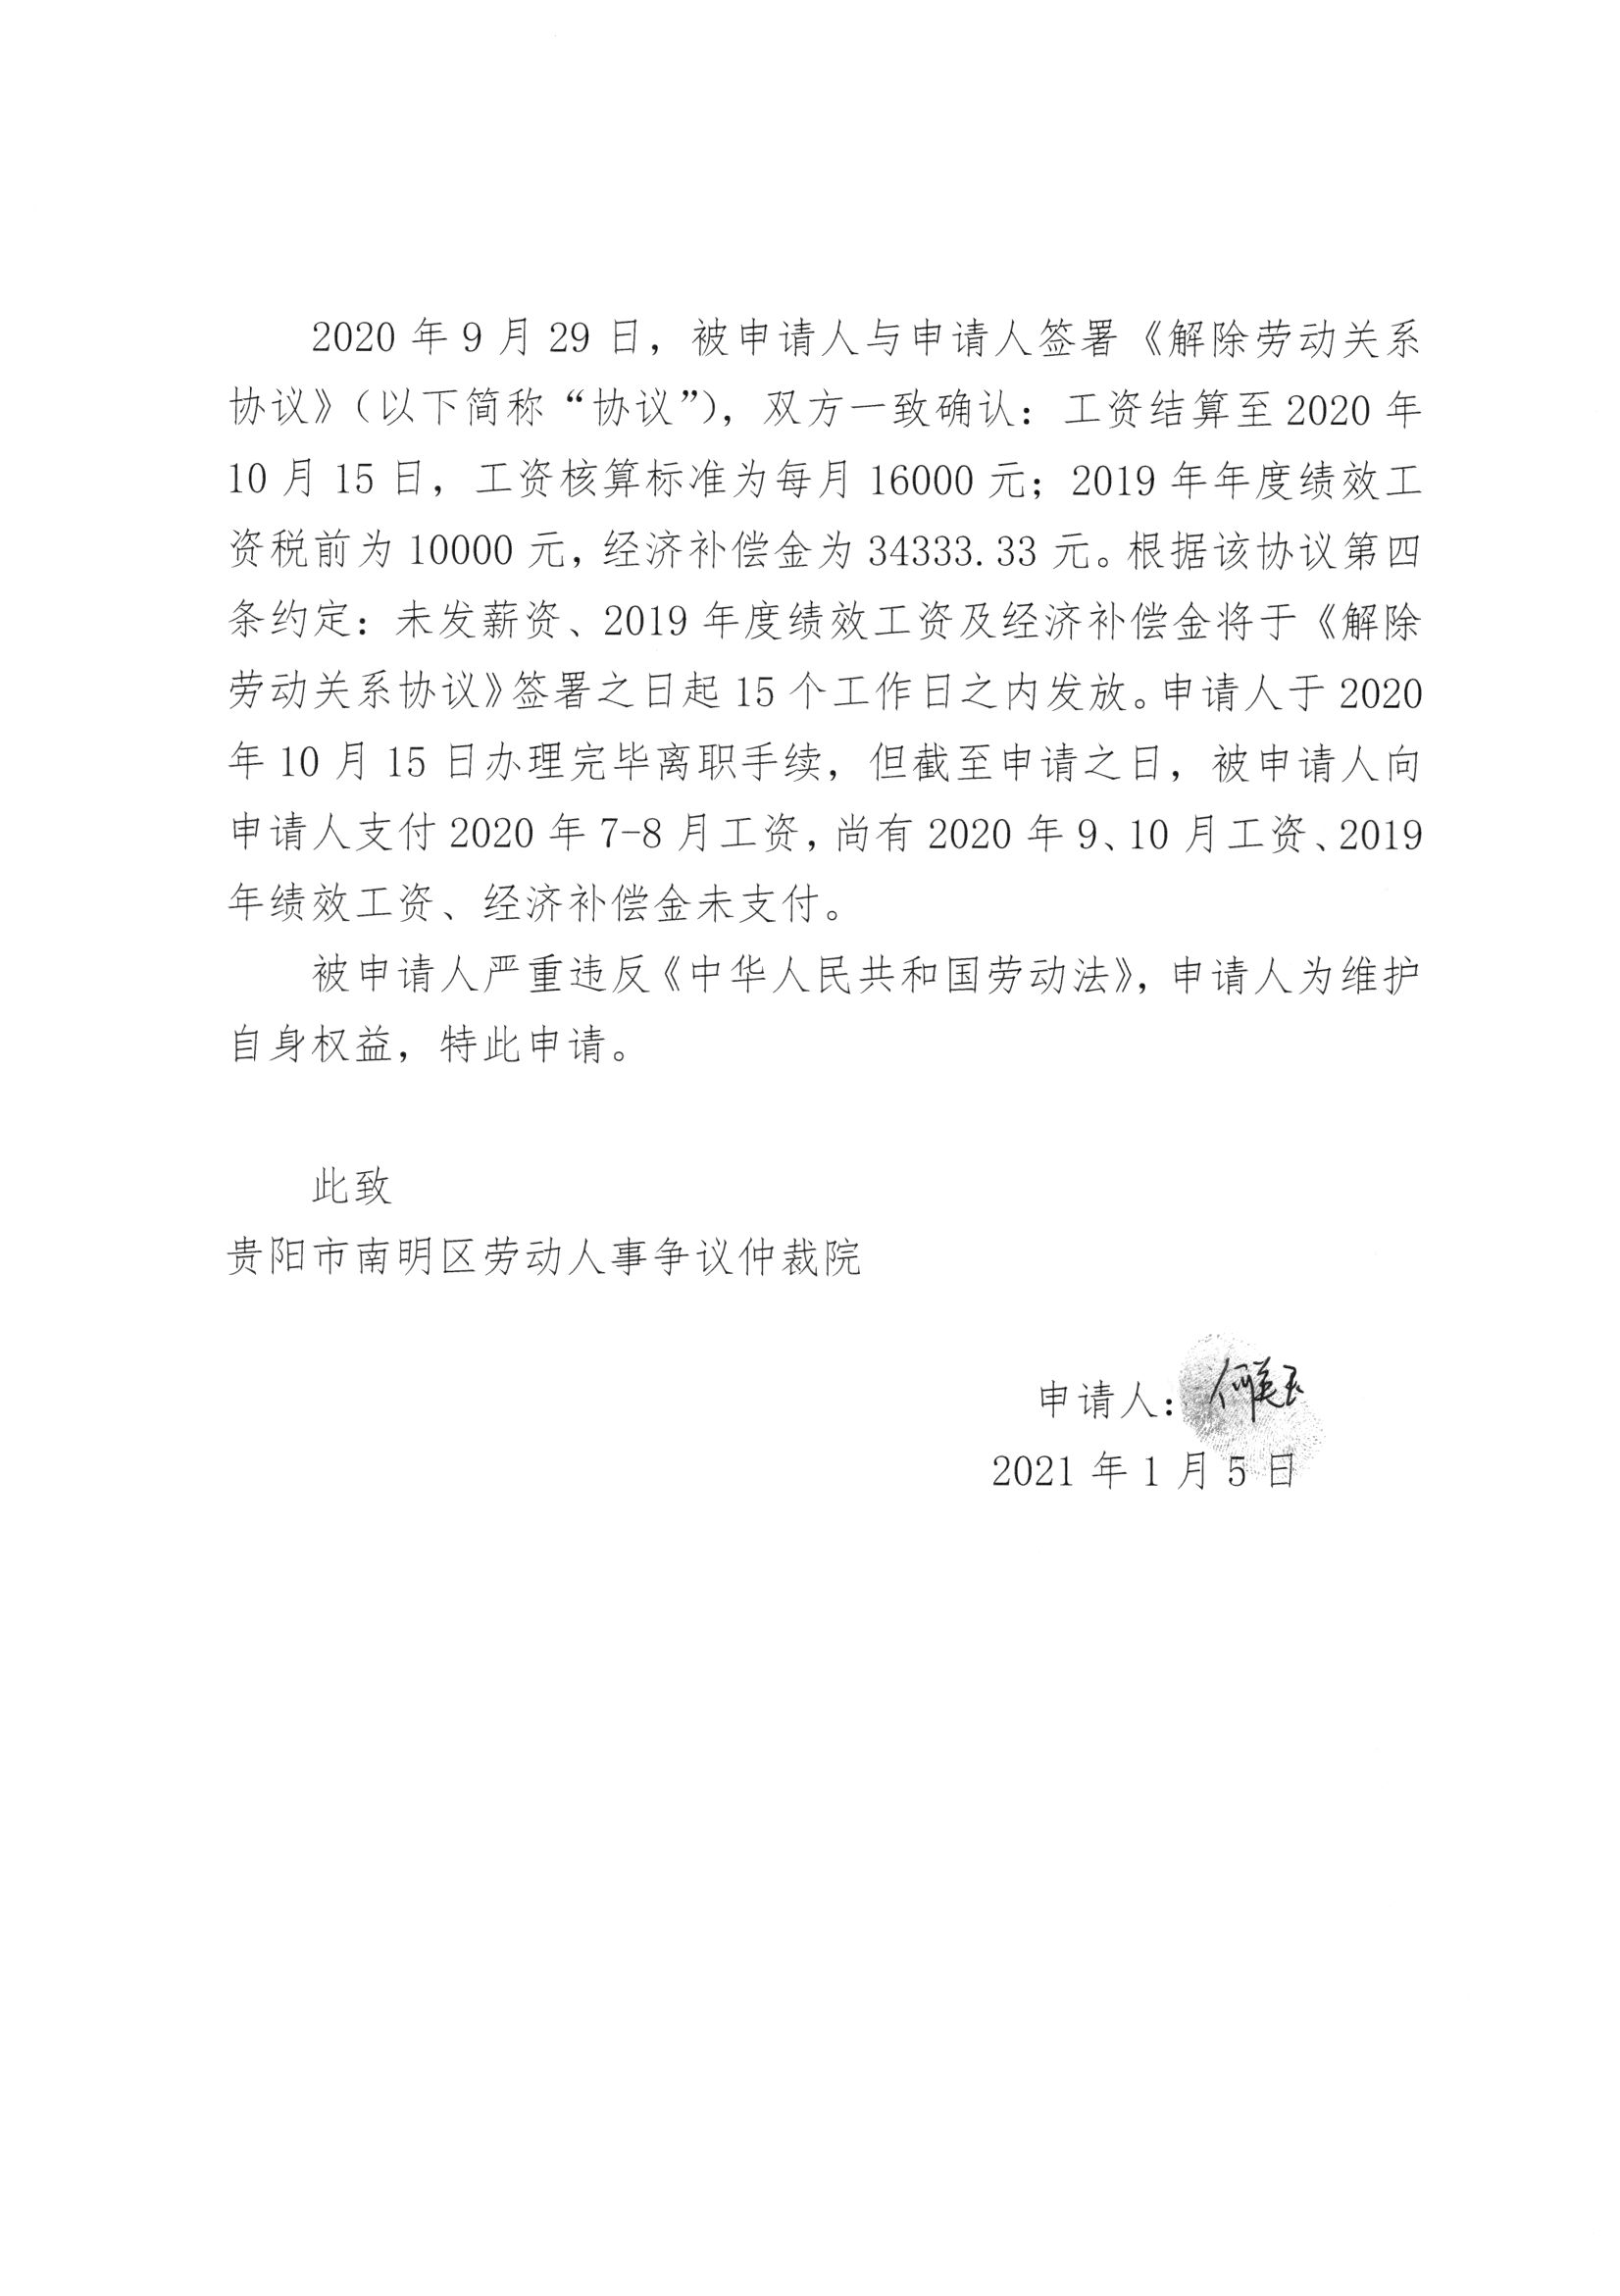 2020 年 9 月 29 日，被申请人与申请人签署《解除劳动关系
协议》（以下简称“协议”），双方一致确认：工资结算至 2020 年
10 月 15 日，工资核算标准为每月 16000 元；2019 年年度绩效工
资税前为 10000 元，经济补偿金为 34333.33 元。根据该协议第四
条约定：未发薪资、2019 年度绩效工资及经济补偿金将于《解除
劳动关系协议》签署之日起 15 个工作日之内发放。申请人于 2020
年 10 月 15 日办理完毕离职手续，但截至申请之日，被申请人向
申请人支付 2020 年 7-8 月工资，尚有 2020 年 9、10 月工资、2019
年绩效工资、经济补偿金未支付。
被申请人严重违反《中华人民共和国劳动法》，申请人为维护
自身权益，特此申请。
此致
贵阳市南明区劳动人事争议仲裁院
申请人：
2021 年 1 月 5 日